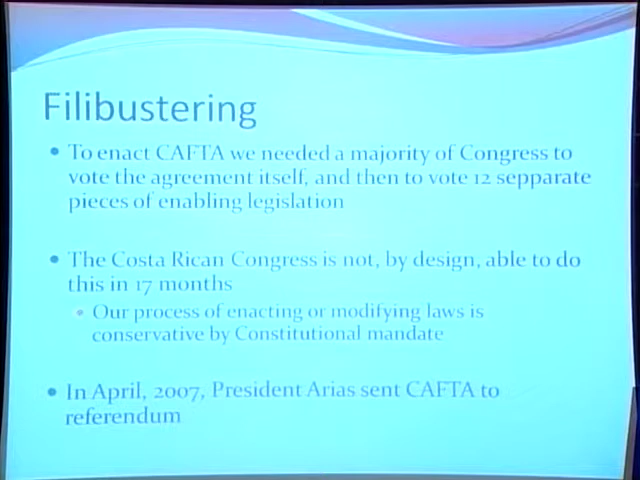 Filibustering
• To enact CAFTA we needed a majority of Congress to
vote the agreement itself, and then to vote 12 sepparate
pieces of enabling legislation
• The Costa Rican Congress is not, by design, able to do
this in 17 months
• Our process of enacting or modifying laws is
conservative by Constitutional mandate
• In April, 2007, President Arias sent CAFTA to
referendum